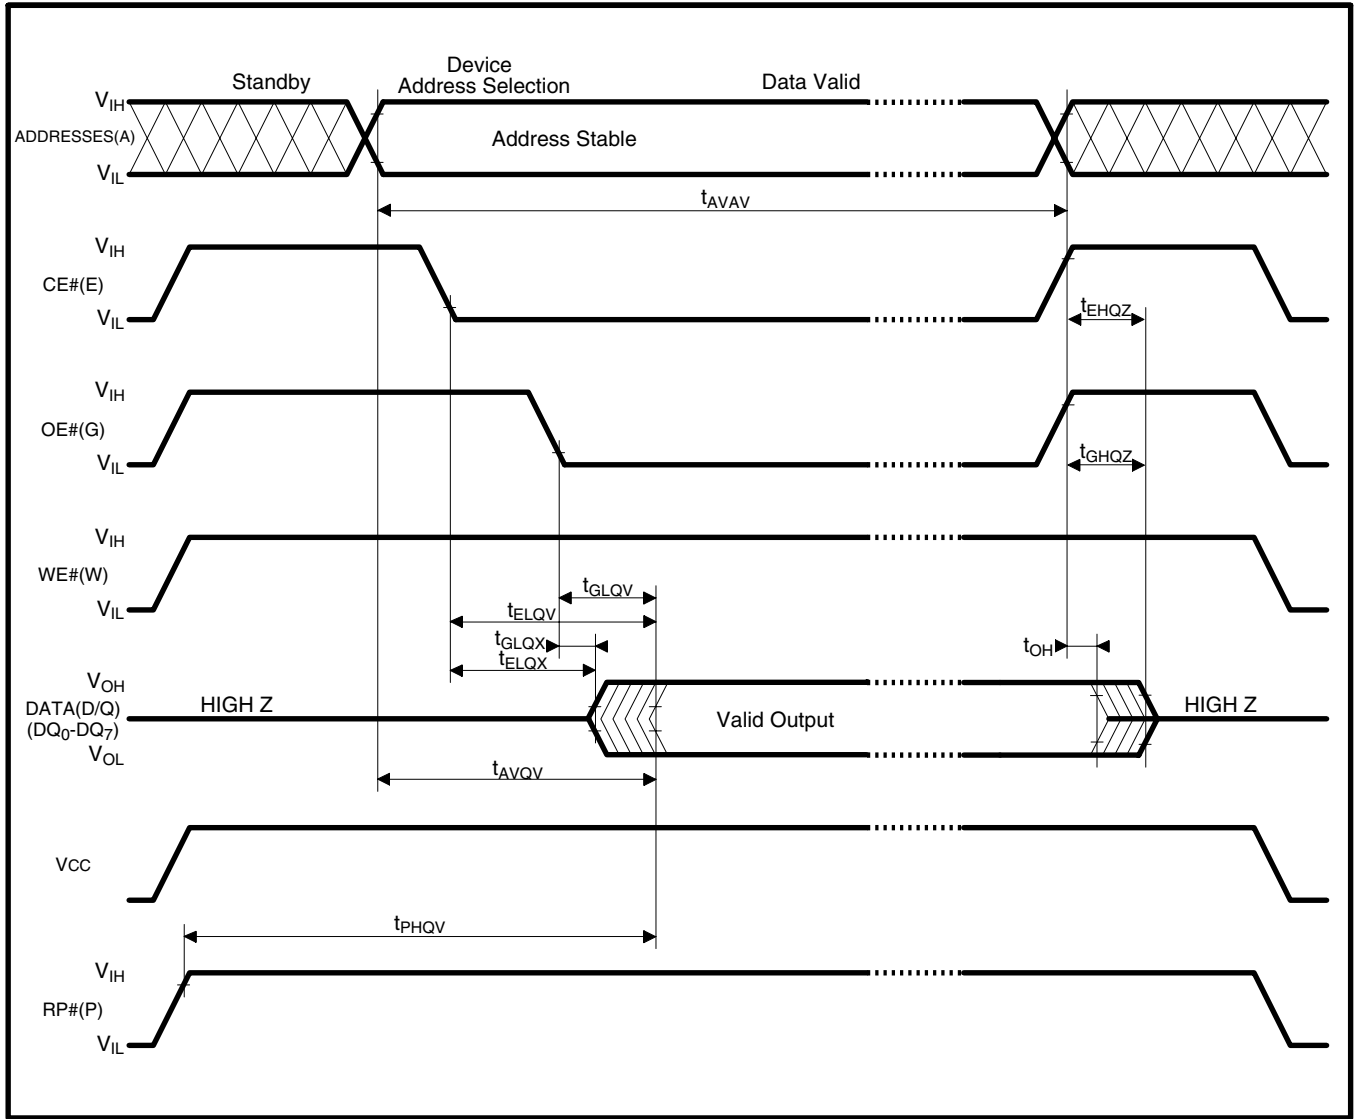 Standby
Device
Address Selection
Data Valid
VIH
ADDRESSES(A)
VIL
Address Stable
tAVAV
VIH
CE#(E)
VIL
tEHQZ
VIH
OE#(G)
VIL
tGHQZ
VIH
WE#(W)
VIL
tGLQV
tELQV
tGLQX
tELQX
tOH
VOH
DATA(D/Q)
(DQ0-DQ7)
VOL
HIGH Z
Valid Output
HIGH Z
tAVQV
VCC
tPHQV
VIH
RP#(P)
VIL